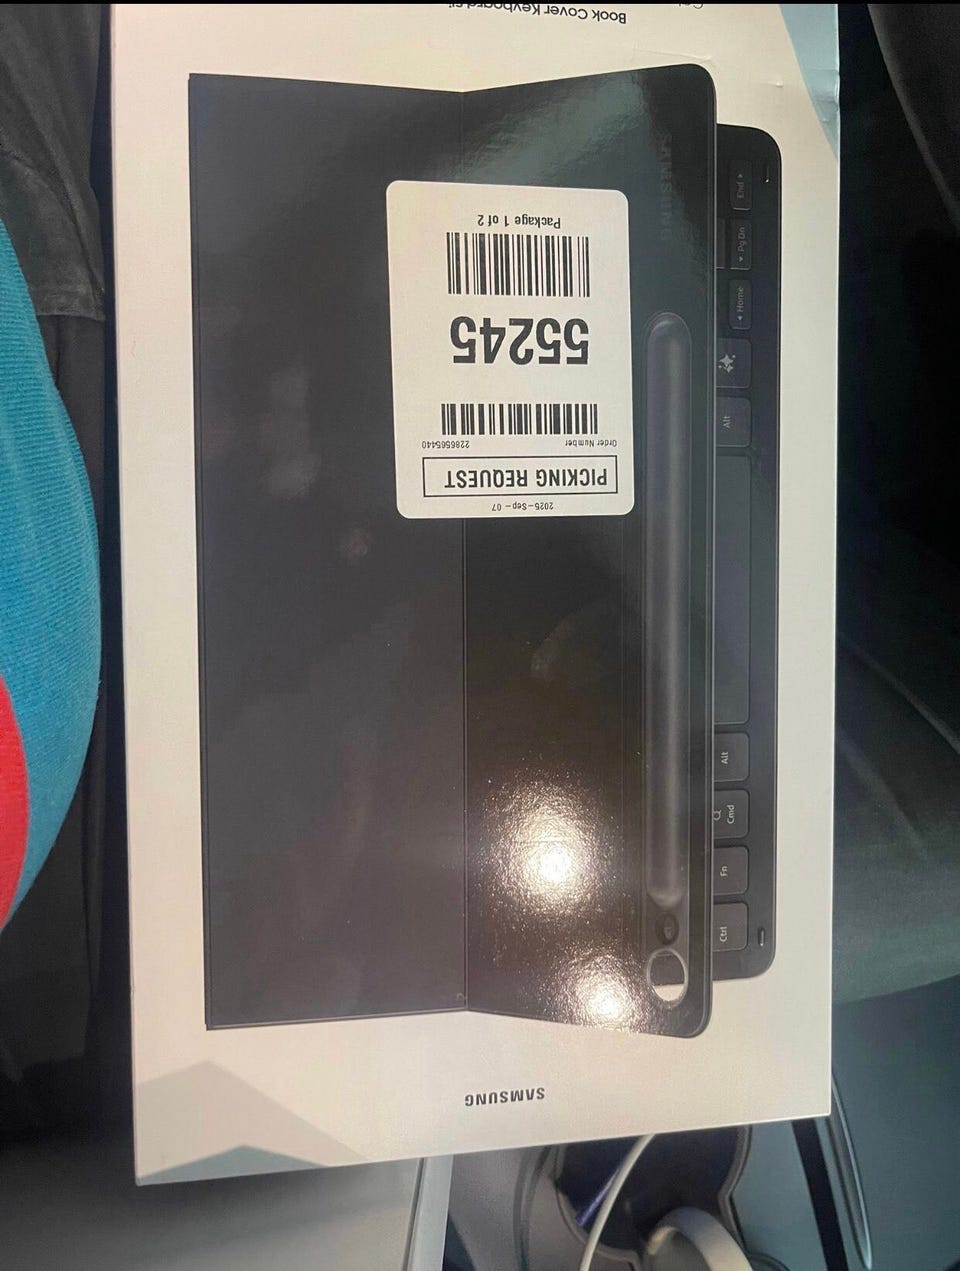 SAMSUNG
2025-Sep- 07
PICKING REQUEST
Order Number 2286565440
55245
Package 1 of 2
SAMSUNG
Ctrl
Fn
Cmd
Alt
Alt
◂ Home
▾ Pg Dn
End ▸
Book Cover Keyboard